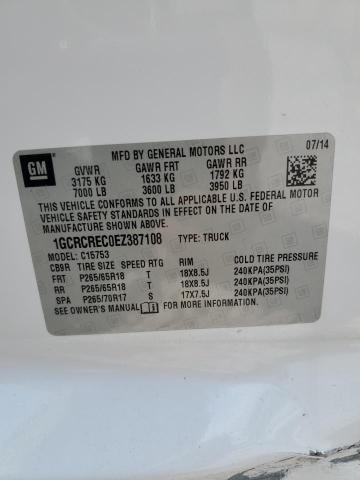 GM
MFD BY GENERAL MOTORS LLC 07/14
GVWR GAWR FRT GAWR RR
3175 KG 1633 KG 1792 KG
7000 LB 3600 LB 3950 LB
THIS VEHICLE CONFORMS TO ALL APPLICABLE U.S. FEDERAL MOTOR
VEHICLE SAFETY STANDARDS IN EFFECT ON THE DATE OF
MANUFACTURE SHOWN ABOVE.
1GCRCREC0EZ387108 TYPE: TRUCK
MODEL: C15753
CB9R TIRE SIZE SPEED RTG RIM COLD TIRE PRESSURE
FRT P265/65R18 T 18X8.5J 240KPA(35PSI)
RR P265/65R18 T 18X8.5J 240KPA(35PSI)
SPA P265/70R17 S 17X7.5J 240KPA(35PSI)
SEE OWNER'S MANUAL FOR MORE INFORMATION.